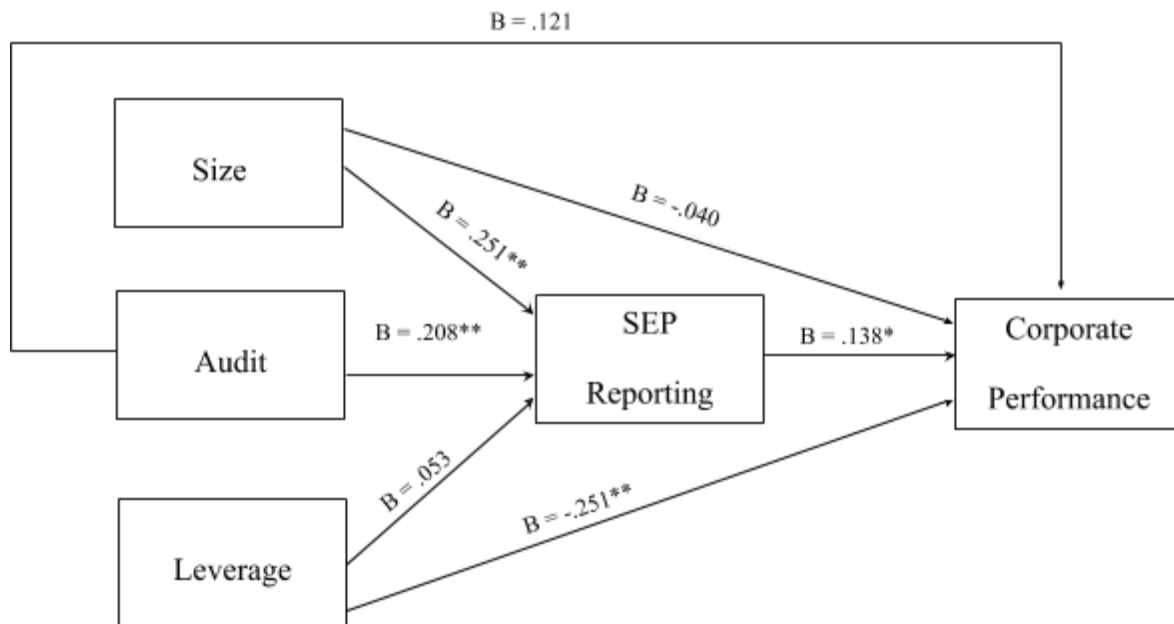 B = .121
Size
B = -.040
B = .251**
Audit
B = .208**
SEP
Reporting
B = .138*
Corporate
Performance
B = .053
B = -.251**
Leverage